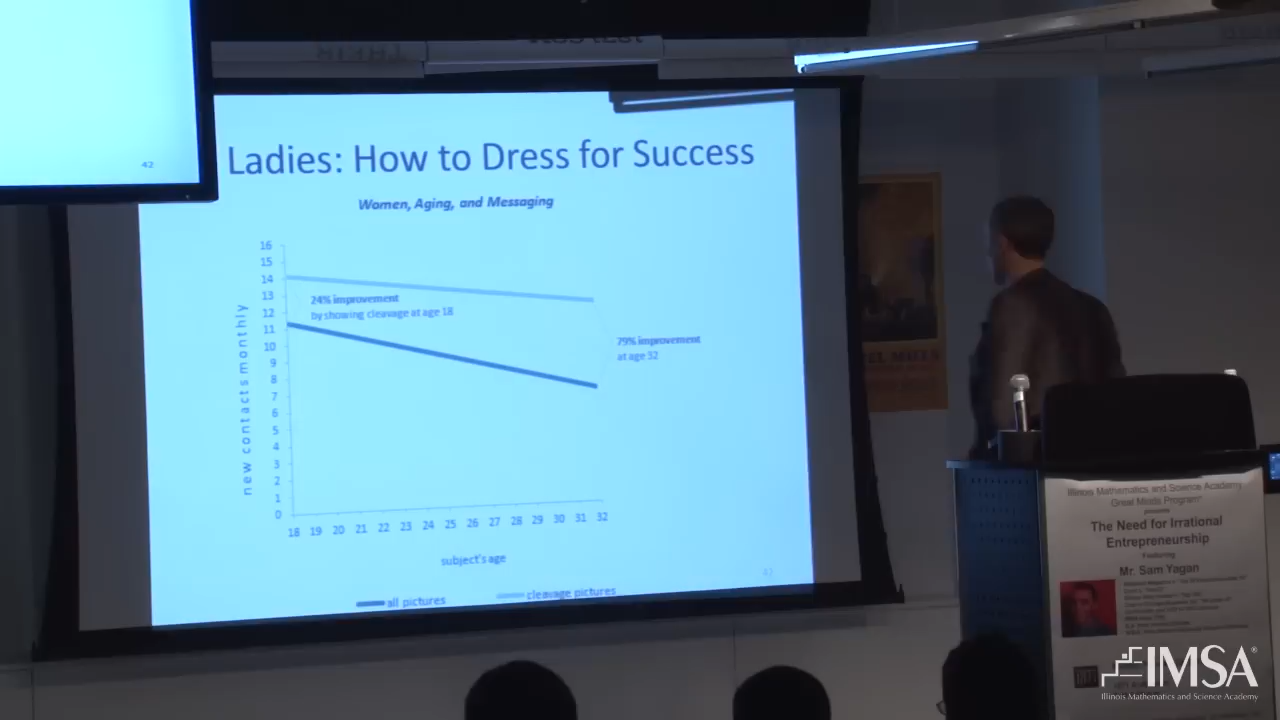 42
Ladies: How to Dress for Success
Women, Aging, and Messaging
new contacts monthly
16
15
14
13
12
11
10
9
8
7
6
5
4
3
2
1
0
24% improvement
by showing cleavage at age 18
79% improvement
at age 32
18 19 20 21 22 23 24 25 26 27 28 29 30 31 32
subject's age
all pictures
cleavage pictures
Illinois Mathematics and Science Academy
Great Minds Program
presents
The Need for Irrational
Entrepreneurship
Featuring
Mr. Sam Yagan
IMSA®
Illinois Mathematics and Science Academy